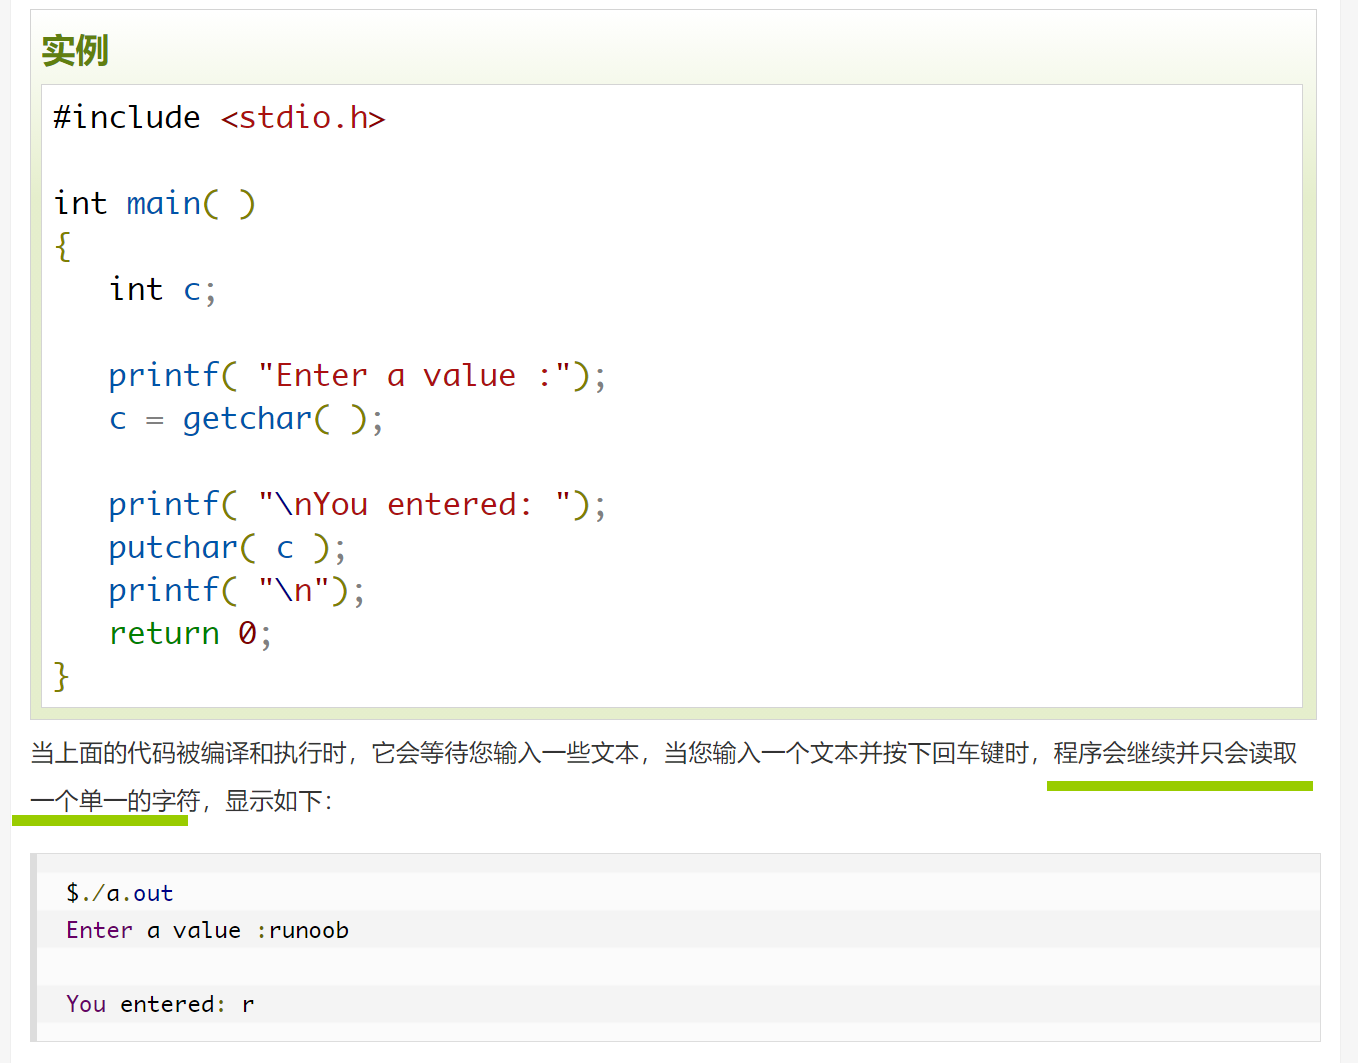 实例
#include <stdio.h>
int main( )
{
int c;
printf( "Enter a value :");
c = getchar( );
printf( "\nYou entered: ");
putchar( c );
printf( "\n");
return 0;
}
当上面的代码被编译和执行时，它会等待您输入一些文本，当您输入一个文本并按下回车键时，程序会继续并只会读取
一个单一的字符，显示如下：
$./a.out
Enter a value :runoob
You entered: r